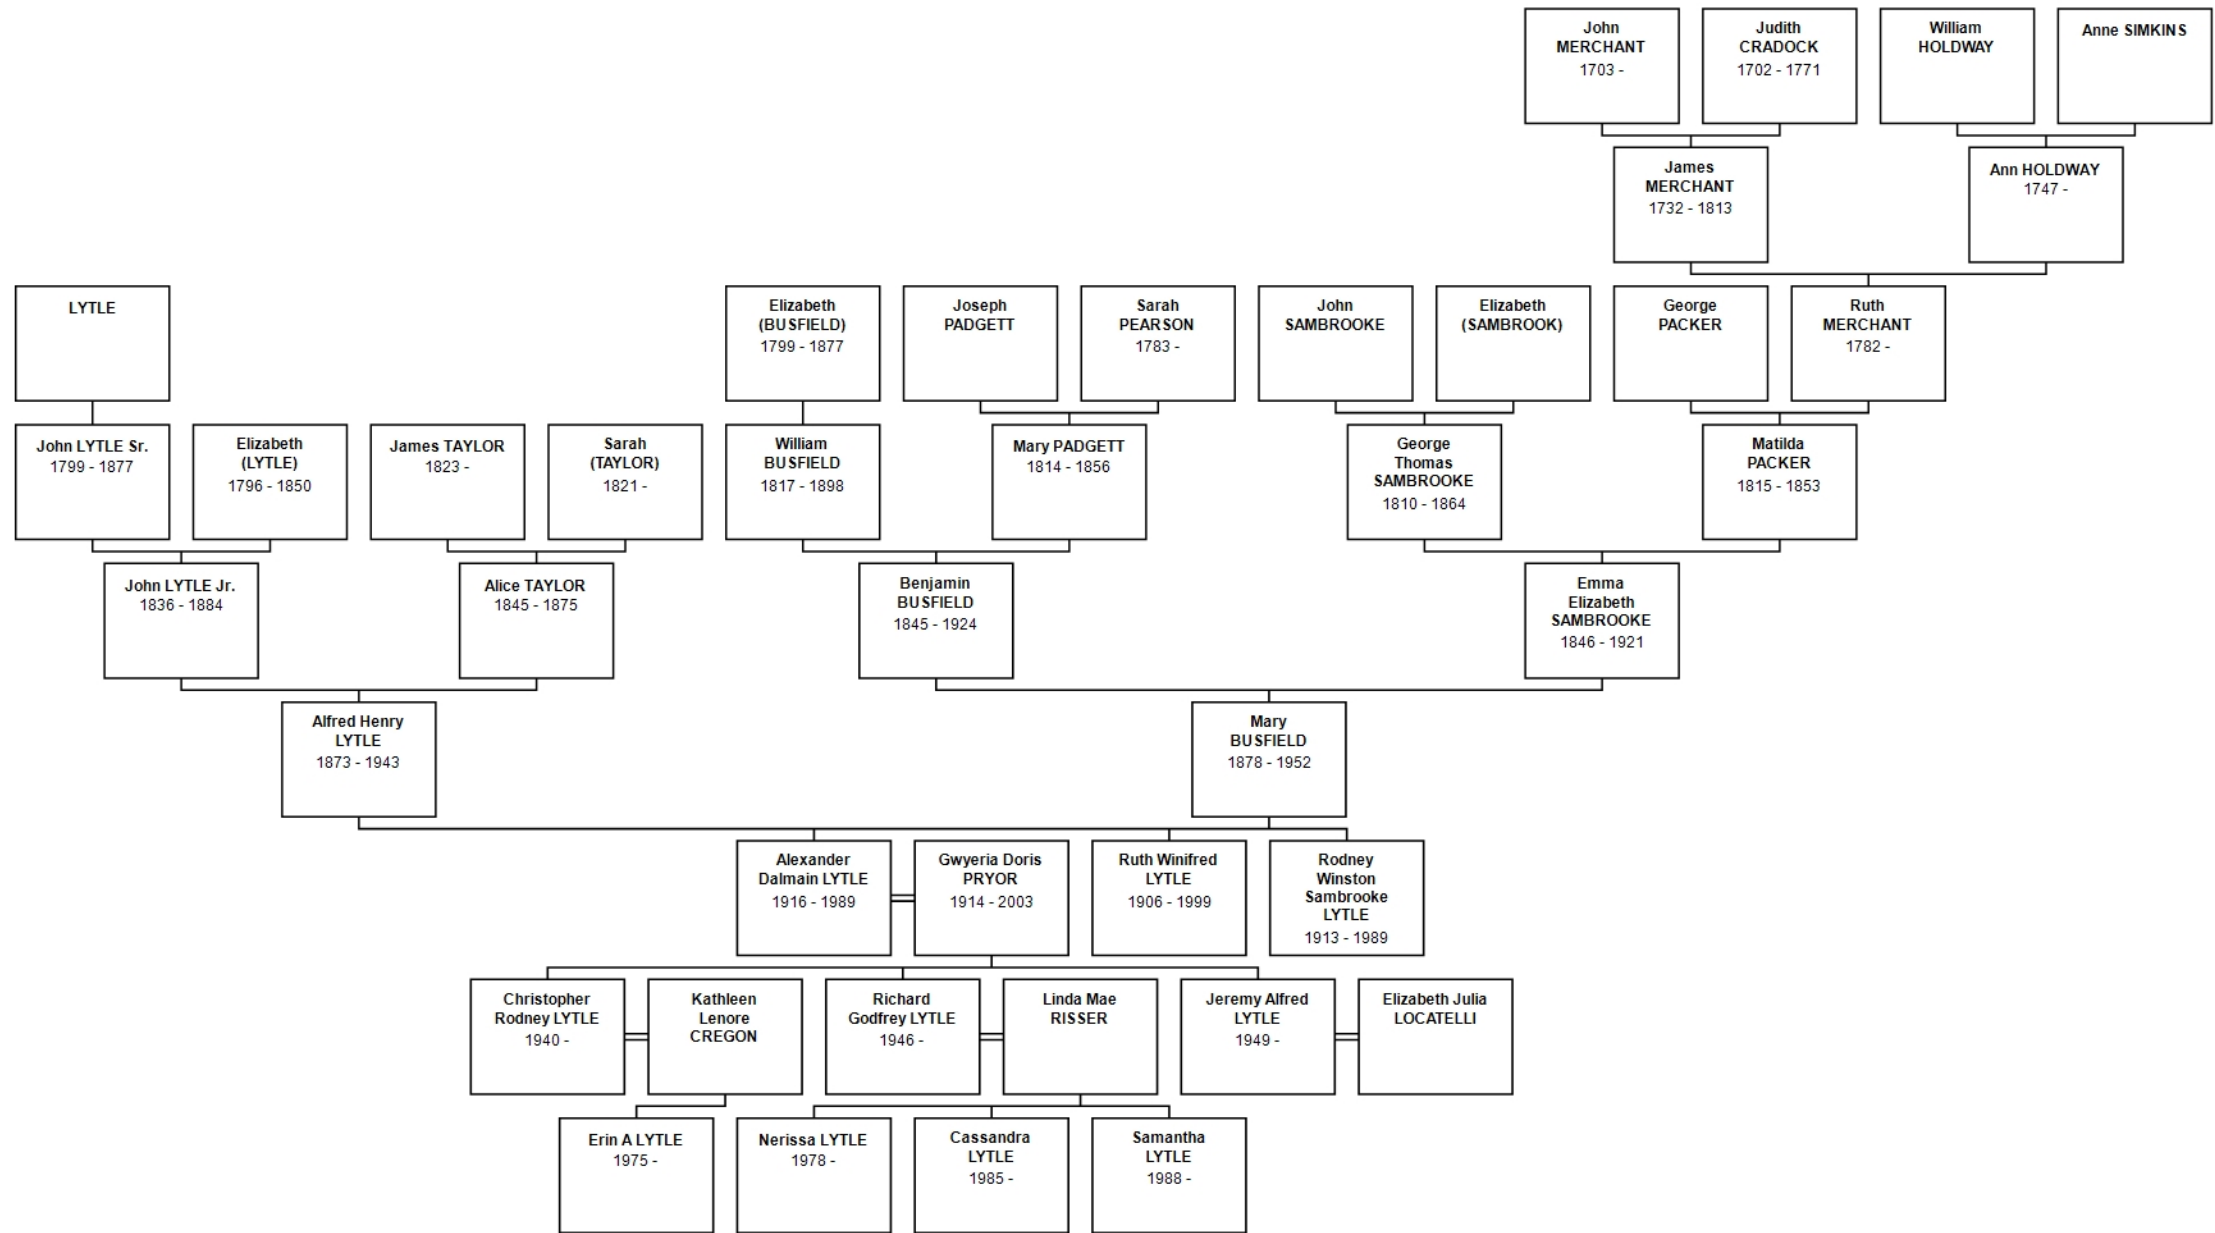 John
MERCHANT
1703 -
Judith
CRADOCK
1702 - 1771
William
HOLDWAY
Anne SIMKINS
James
MERCHANT
1732 - 1813
Ann HOLDWAY
1747 -
LYTLE
Elizabeth
(BUSFIELD)
1799 - 1877
Joseph
PADGETT
Sarah
PEARSON
1783 -
John
SAMBROOKE
Elizabeth
(SAMBROOK)
George
PACKER
Ruth
MERCHANT
1782 -
John LYTLE Sr.
1799 - 1877
Elizabeth
(LYTLE)
1796 - 1850
James TAYLOR
1823 -
Sarah
(TAYLOR)
1821 -
William
BUSFIELD
1817 - 1898
Mary PADGETT
1814 - 1856
George
Thomas
SAMBROOKE
1810 - 1864
Matilda
PACKER
1815 - 1853
John LYTLE Jr.
1836 - 1884
Alice TAYLOR
1845 - 1875
Benjamin
BUSFIELD
1845 - 1924
Emma
Elizabeth
SAMBROOKE
1846 - 1921
Alfred Henry
LYTLE
1873 - 1943
Mary
BUSFIELD
1878 - 1952
Alexander
Dalmain LYTLE
1916 - 1989
Gwyeria Doris
PRYOR
1914 - 2003
Ruth Winifred
LYTLE
1906 - 1999
Rodney
Winston
Sambrooke
LYTLE
1913 - 1989
Christopher
Rodney LYTLE
1940 -
Kathleen
Lenore
CREGON
Richard
Godfrey LYTLE
1946 -
Linda Mae
RISSER
Jeremy Alfred
LYTLE
1949 -
Elizabeth Julia
LOCATELLI
Erin A LYTLE
1975 -
Nerissa LYTLE
1978 -
Cassandra
LYTLE
1985 -
Samantha
LYTLE
1988 -